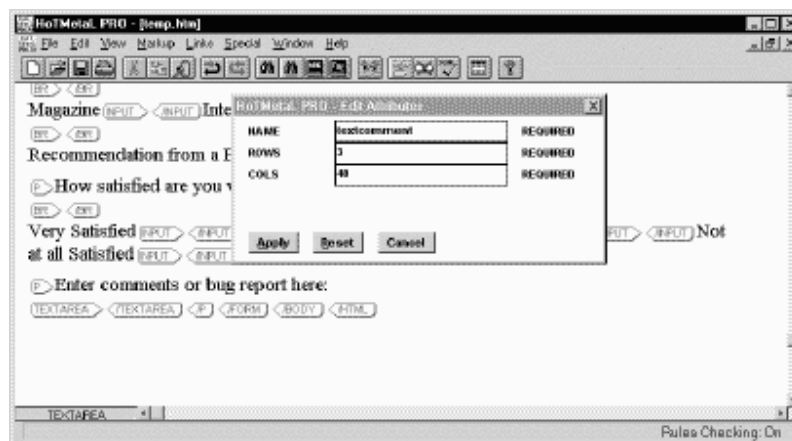 HoTMetaL PRO - [temp.htm]
File Edit View Markup Links Special Window Help
BR BR
Magazine INPUT INPUT Inte
BR BR
Recommendation from a F
P How satisfied are you v
BR BR
Very Satisfied INPUT INPUT PUT INPUT Not
at all Satisfied INPUT INPUT
P Enter comments or bug report here:
TEXTAREA /TEXTAREA /P /FORM /BODY /HTML
HoTMetaL PRO - Edit Attributes
NAME textcomment REQUIRED
ROWS 3 REQUIRED
COLS 40 REQUIRED
Apply Reset Cancel
TEXTAREA
Rules Checking: On